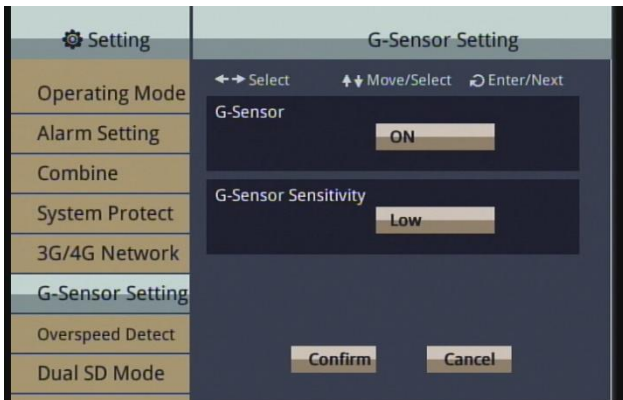 Setting
G-Sensor Setting
Select Move/Select Enter/Next
Operating Mode
Alarm Setting
Combine
System Protect
3G/4G Network
G-Sensor Setting
Overspeed Detect
Dual SD Mode
G-Sensor
ON
G-Sensor Sensitivity
Low
Confirm Cancel